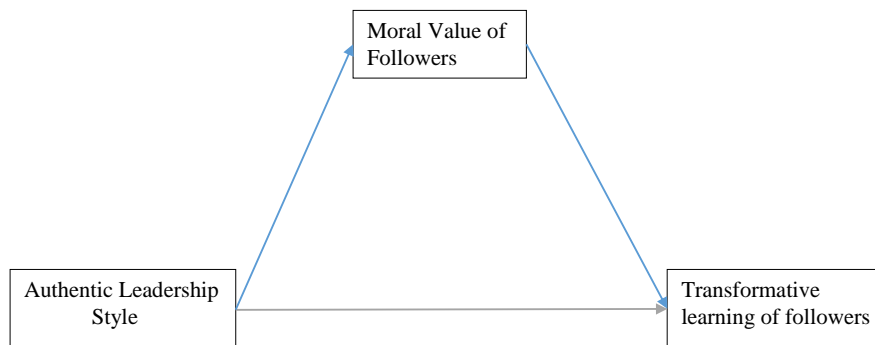 Moral Value of
Followers
Authentic Leadership
Style
Transformative
learning of followers